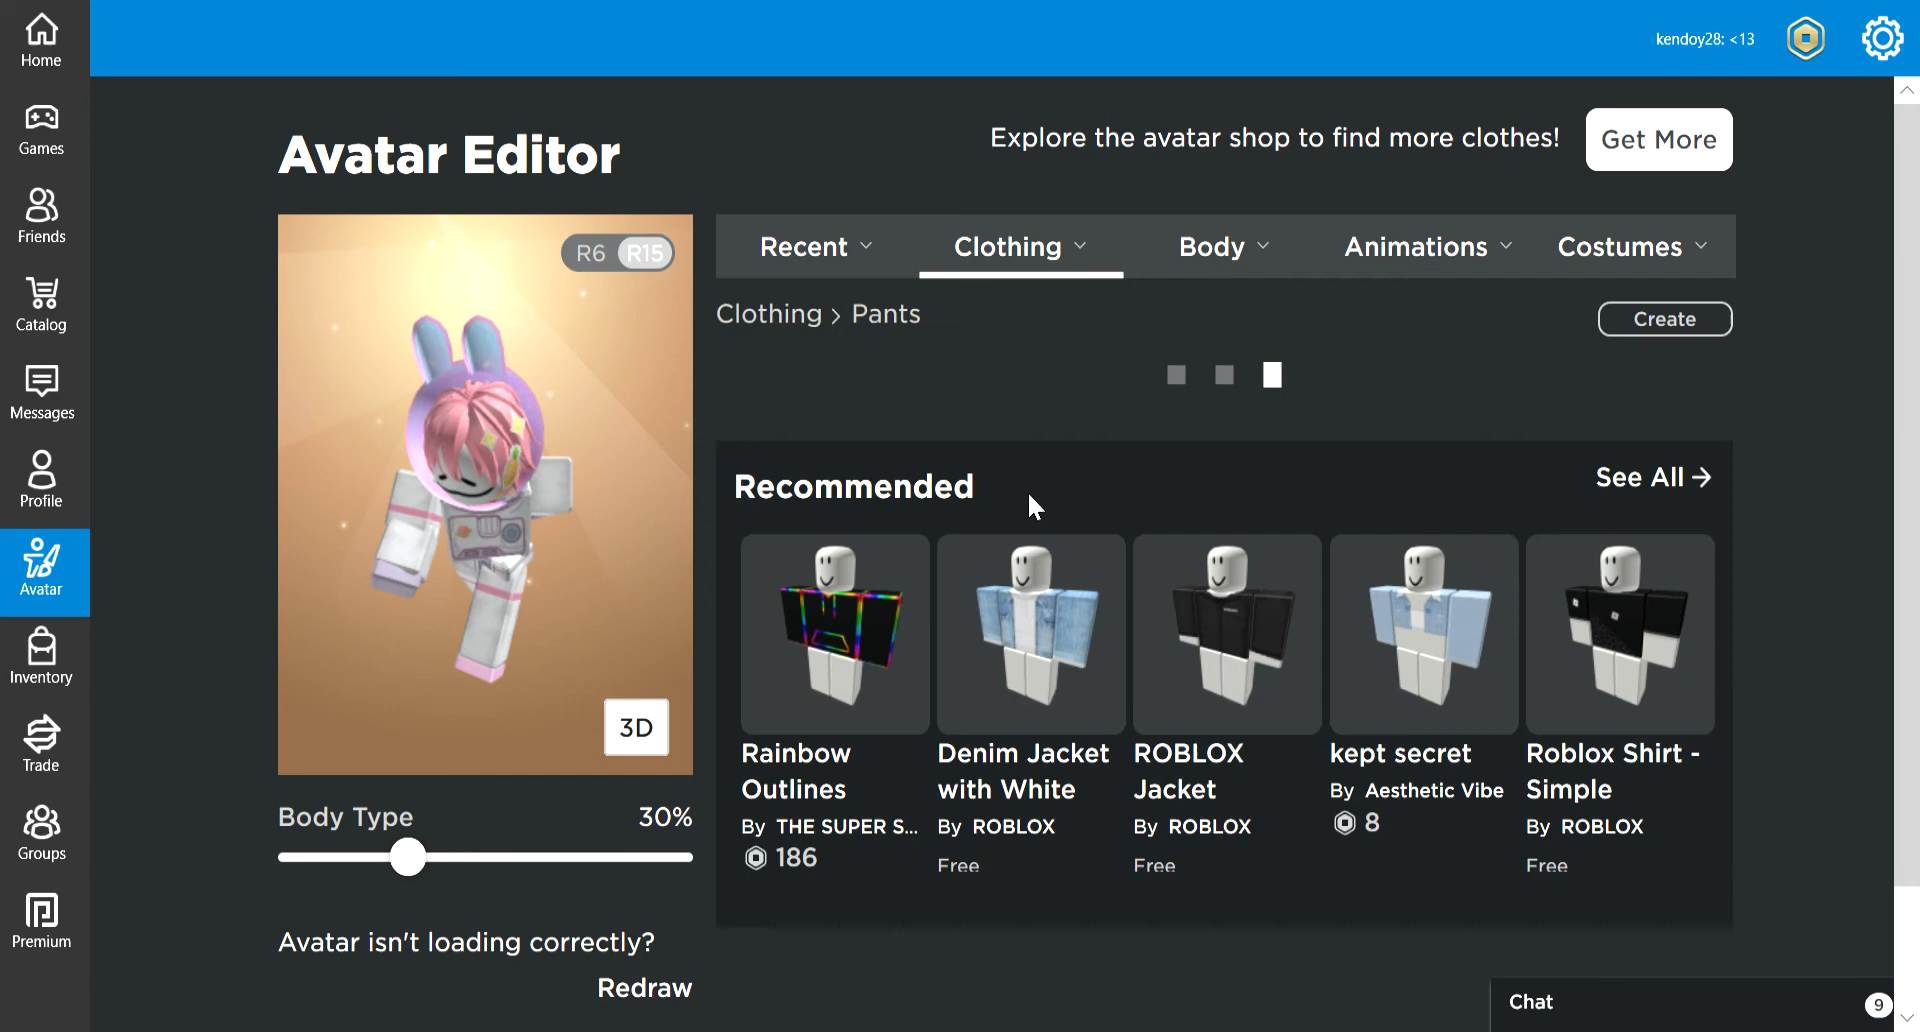 Home
Games
Friends
Catalog
Messages
Profile
Avatar
Inventory
Trade
Groups
Premium
kendoy28: <13
Avatar Editor
Explore the avatar shop to find more clothes!
Get More
R6 R15
3D
Body Type 30%
Avatar isn't loading correctly?
Redraw
Recent Clothing Body Animations Costumes
Clothing > Pants
Create
Recommended
See All
Rainbow
Outlines
By THE SUPER S...
186
Denim Jacket
with White
By ROBLOX
Free
ROBLOX
Jacket
By ROBLOX
Free
kept secret
By Aesthetic Vibe
8
Roblox Shirt -
Simple
By ROBLOX
Free
Chat 9